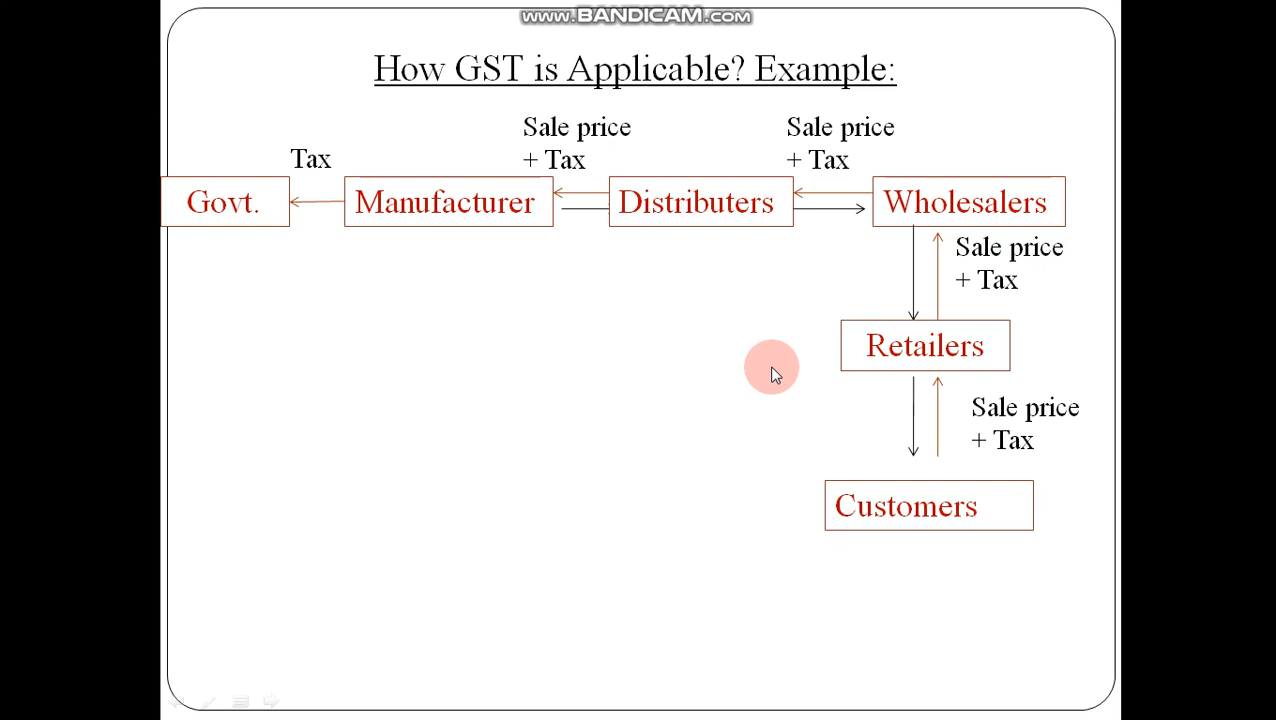 www.BANDICAM.com
How GST is Applicable? Example:
Tax
Sale price
+ Tax
Sale price
+ Tax
Govt.
Manufacturer
Distributers
Wholesalers
Sale price
+ Tax
Retailers
Sale price
+ Tax
Customers